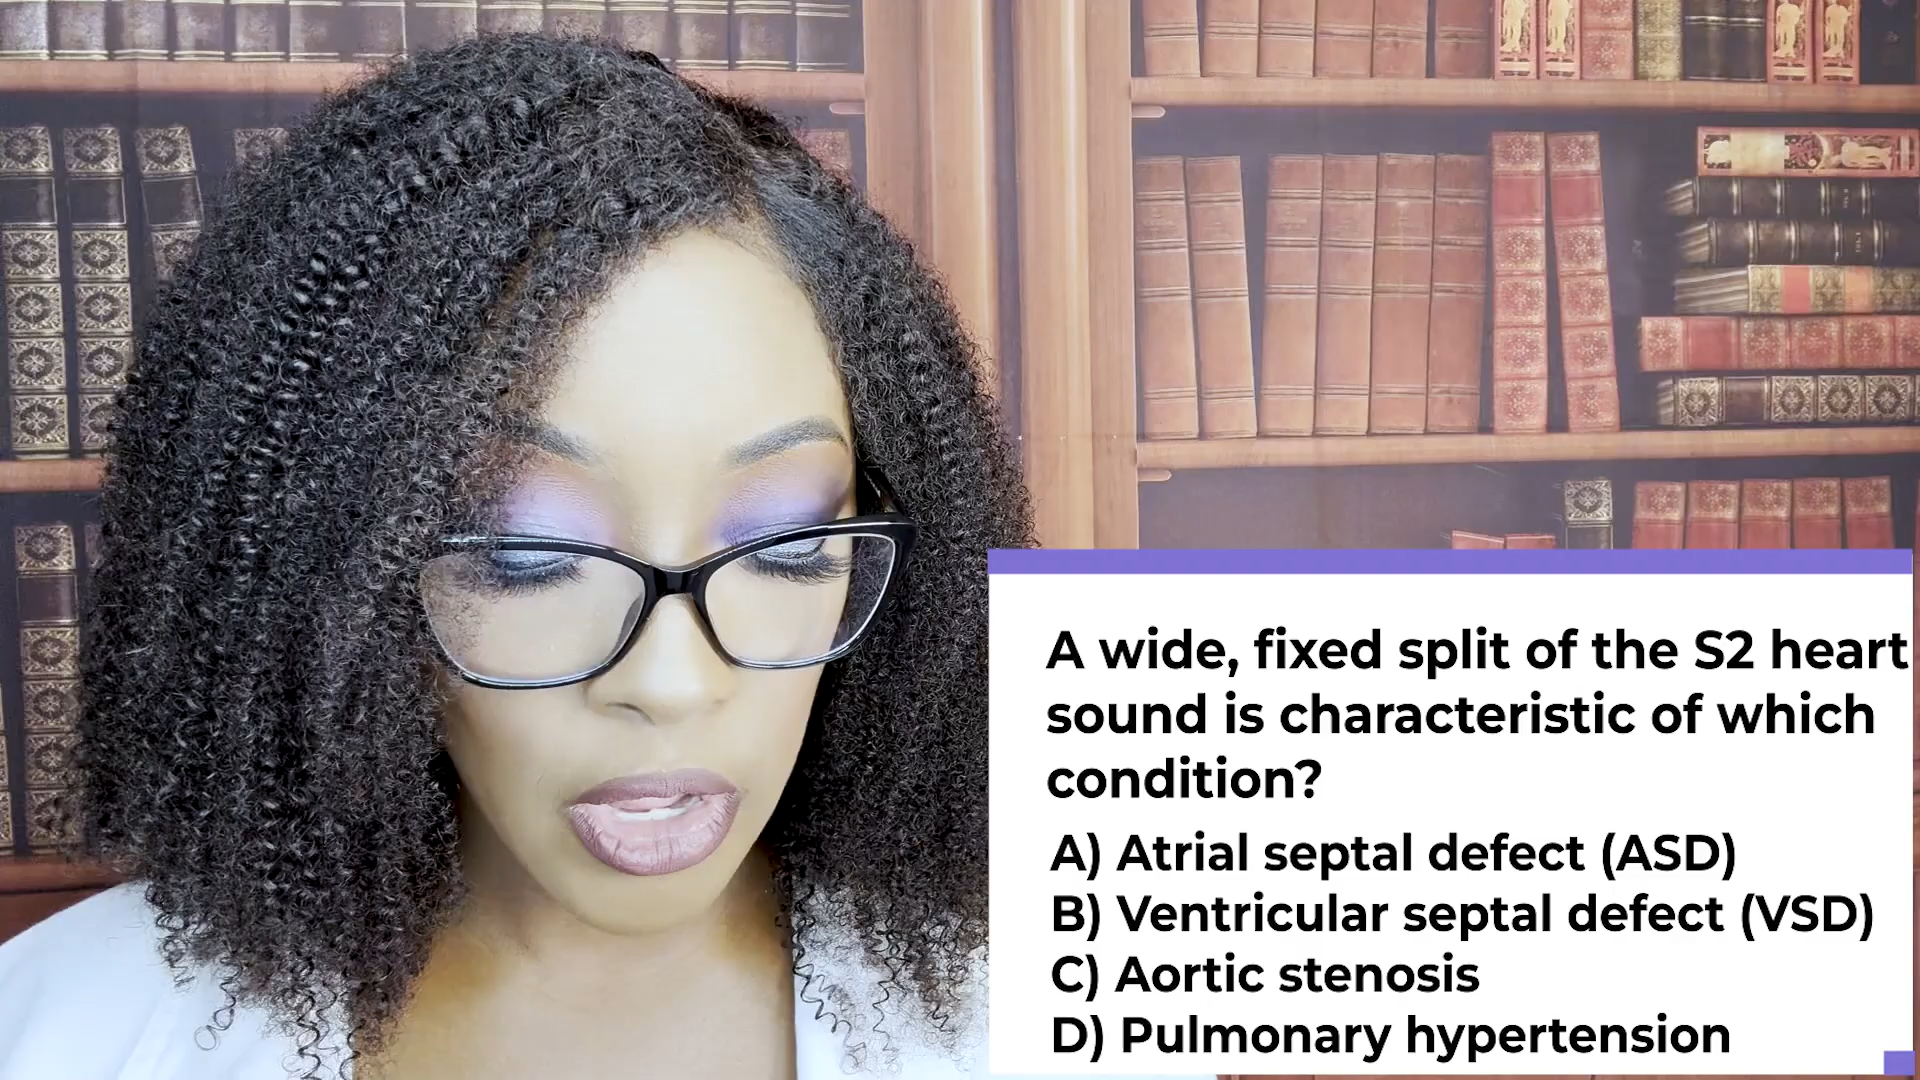 A wide, fixed split of the S2 heart
sound is characteristic of which
condition?
A) Atrial septal defect (ASD)
B) Ventricular septal defect (VSD)
C) Aortic stenosis
D) Pulmonary hypertension